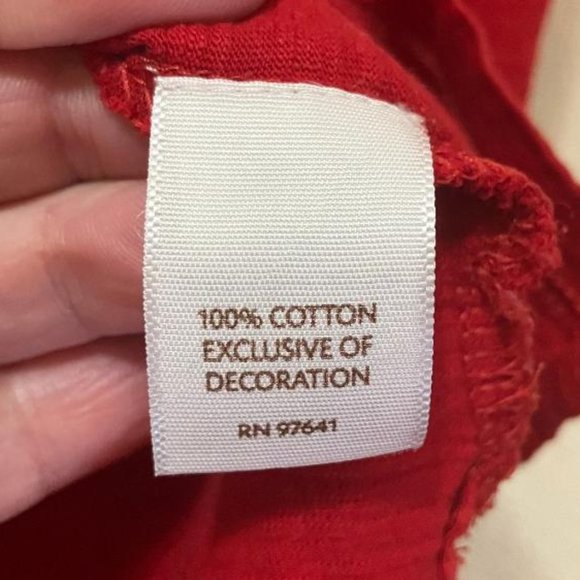 100% COTTON
EXCLUSIVE OF
DECORATION
RN 97641